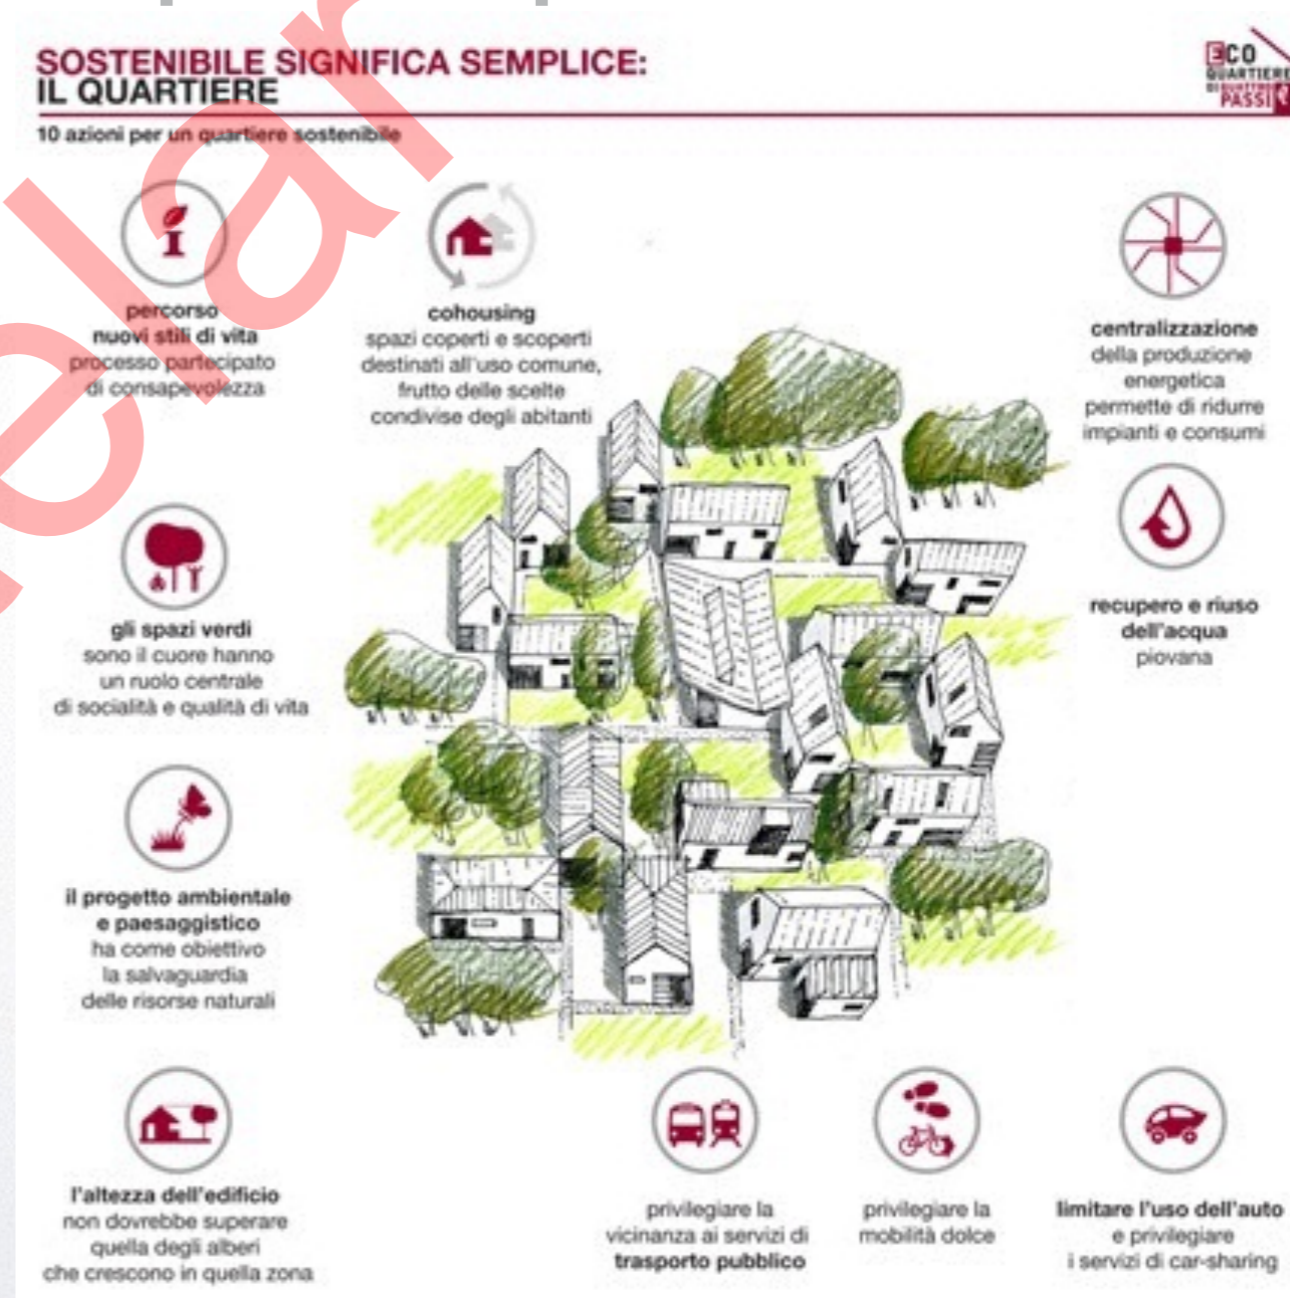 SOSTENIBILE SIGNIFICA SEMPLICE:
IL QUARTIERE
10 azioni per un quartiere sostenibile
ECO
QUARTIERE
DI QUATTRO
PASSI
percorso
nuovi stili di vita
processo partecipato
di consapevolezza
cohousing
spazi coperti e scoperti
destinati all'uso comune,
frutto delle scelte
condivise degli abitanti
centralizzazione
della produzione
energetica
permette di ridurre
impianti e consumi
recupero e riuso
dell'acqua
piovana
gli spazi verdi
sono il cuore hanno
un ruolo centrale
di socialità e qualità di vita
il progetto ambientale
e paesaggistico
ha come obiettivo
la salvaguardia
delle risorse naturali
l'altezza dell'edificio
non dovrebbe superare
quella degli alberi
che crescono in quella zona
privilegiare la
vicinanza ai servizi di
trasporto pubblico
privilegiare la
mobilità dolce
limitare l'uso dell'auto
e privilegiare
i servizi di car-sharing